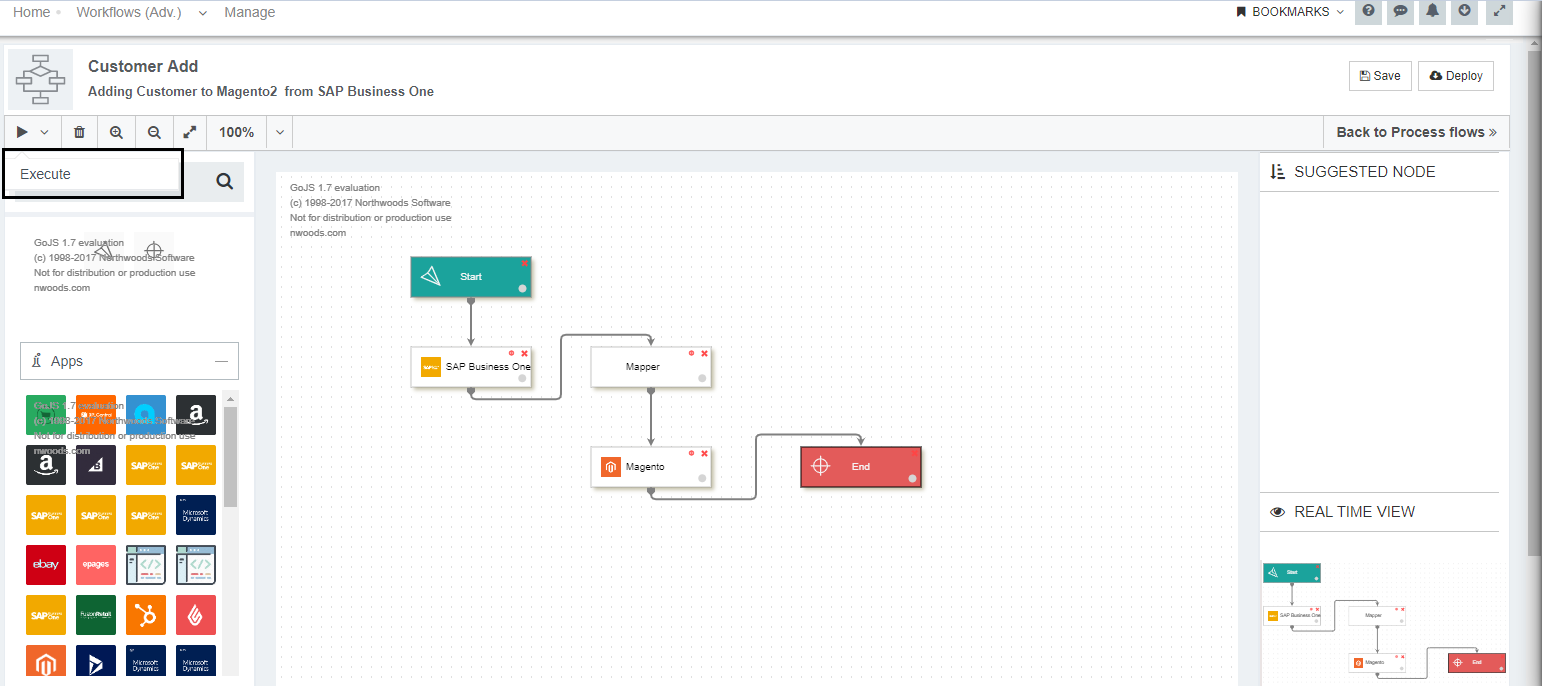 Home Workflows (Adv.) Manage
BOOKMARKS
Customer Add
Adding Customer to Magento2 from SAP Business One
Save Deploy
100%
Back to Process flows »
Execute
GoJS 1.7 evaluation
(c) 1998-2017 Northwoods Software
Not for distribution or production use
nwoods.com
Apps
GoJS 1.7 evaluation
(c) 1998-2017 Northwoods Software
Not for distribution or production use
nwoods.com
a
a
SAP Business One
SAP Business One
SAP Business One
SAP Business One
SAP Business One
Microsoft Dynamics
ebay
epages
SAP Business One
FusionRetail
Microsoft Dynamics
Microsoft Dynamics
GoJS 1.7 evaluation
(c) 1998-2017 Northwoods Software
Not for distribution or production use
nwoods.com
Start
SAP Business One
Mapper
Magento
End
SUGGESTED NODE
REAL TIME VIEW
Start
SAP Business One
Mapper
Magento
End